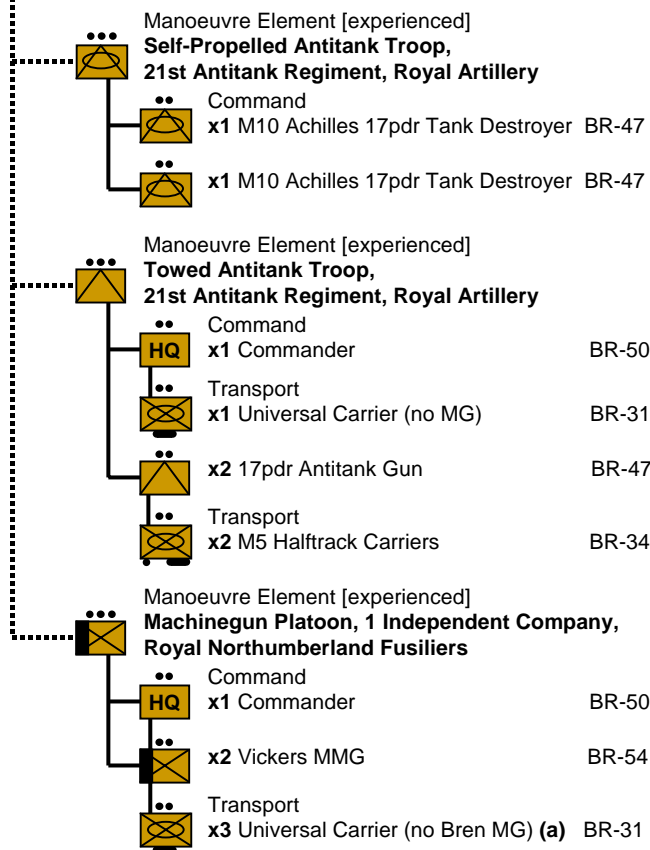 Manoeuvre Element [experienced]
Self-Propelled Antitank Troop,
21st Antitank Regiment, Royal Artillery
Command
x1 M10 Achilles 17pdr Tank Destroyer BR-47
x1 M10 Achilles 17pdr Tank Destroyer BR-47
Manoeuvre Element [experienced]
Towed Antitank Troop,
21st Antitank Regiment, Royal Artillery
Command
HQ x1 Commander BR-50
Transport
x1 Universal Carrier (no MG) BR-31
x2 17pdr Antitank Gun BR-47
Transport
x2 M5 Halftrack Carriers BR-34
Manoeuvre Element [experienced]
Machinegun Platoon, 1 Independent Company,
Royal Northumberland Fusiliers
Command
HQ x1 Commander BR-50
x2 Vickers MMG BR-54
Transport
x3 Universal Carrier (no Bren MG) (a) BR-31